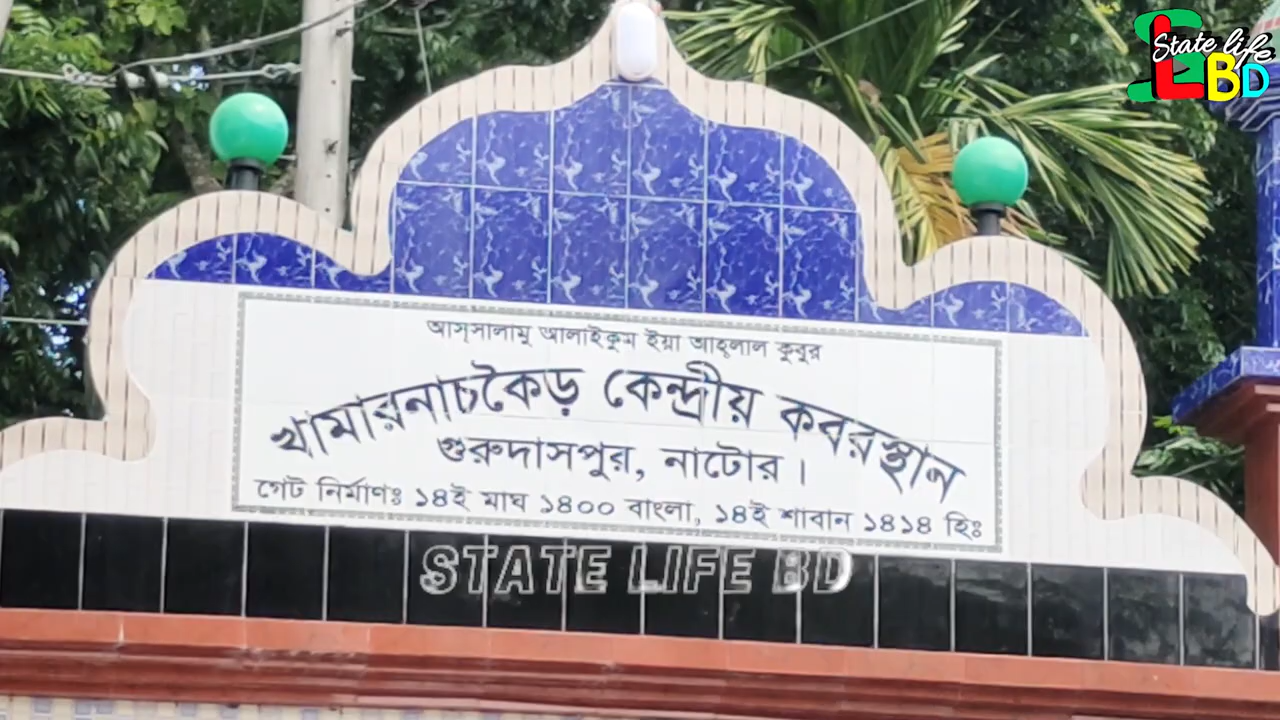 State life
BD
আস্সালামু আলাইকুম ইয়া আহ্লাল কুবুর
খামারনাচকৈড় কেন্দ্রীয় কবরস্থান
গুরুদাসপুর, নাটোর।
গেট নির্মাণঃ ১৪ই মাঘ ১৪০০ বাংলা, ১৪ই শাবান ১৪১৪ হিঃ
STATE LIFE BD